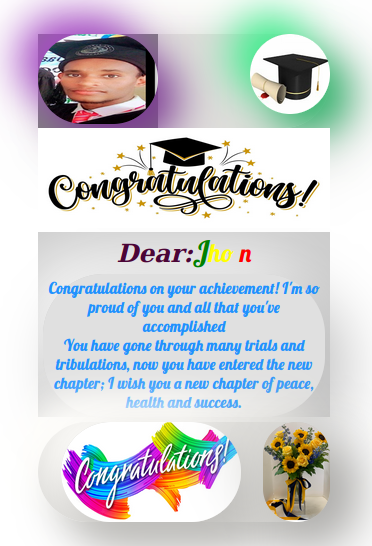 Congratulations!
Dear:Jhon
Congratulations on your achievement! I'm so
proud of you and all that you've
accomplished
You have gone through many trials and
tribulations, now you have entered the new
chapter; I wish you a new chapter of peace,
health and success.
Congratulations!